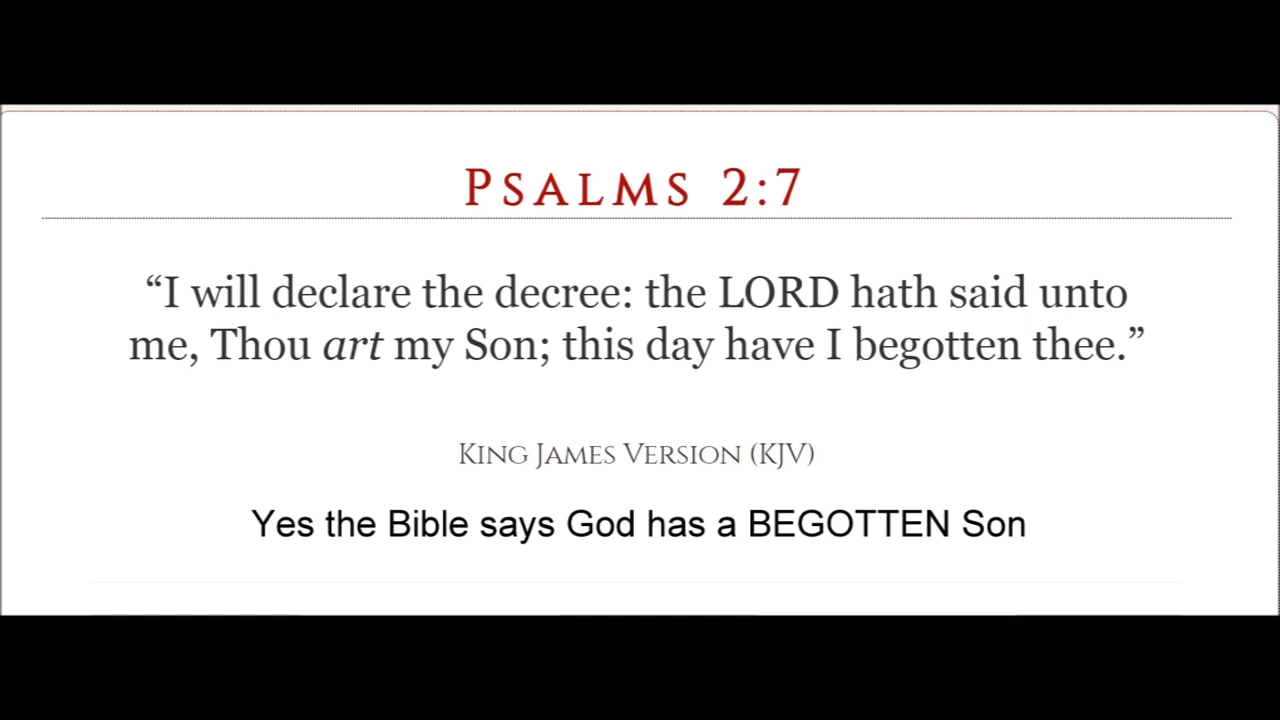 Psalms 2:7
“I will declare the decree: the LORD hath said unto
me, Thou art my Son; this day have I begotten thee.”
King James Version (KJV)
Yes the Bible says God has a BEGOTTEN Son